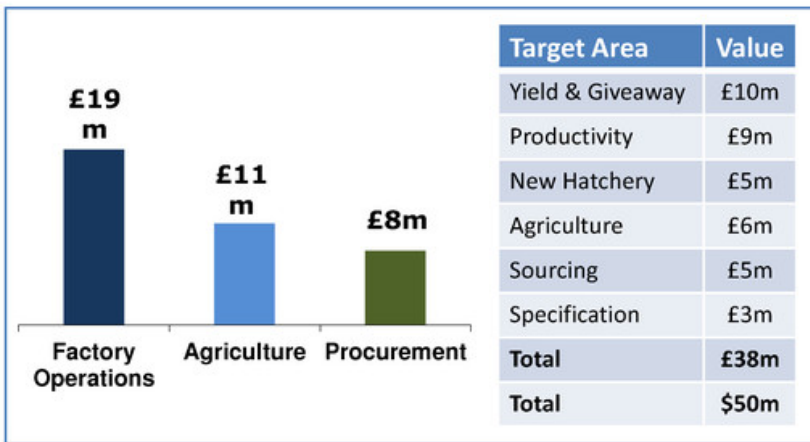 £19
m
£11
m
£8m
Factory
Operations
Agriculture
Procurement
Target Area Value
Yield & Giveaway £10m
Productivity £9m
New Hatchery £5m
Agriculture £6m
Sourcing £5m
Specification £3m
Total £38m
Total $50m